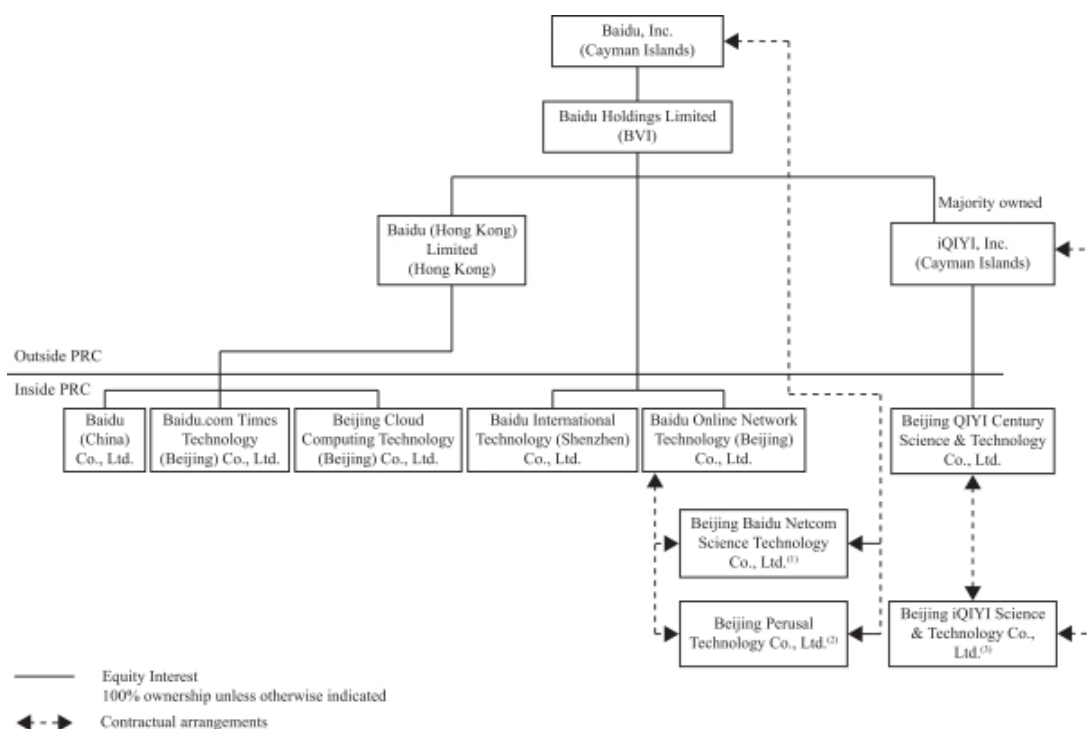 Baidu, Inc.
(Cayman Islands)
Baidu Holdings Limited
(BVI)
Majority owned
Baidu (Hong Kong)
Limited
(Hong Kong)
iQIYI, Inc.
(Cayman Islands)
Outside PRC
Inside PRC
Baidu
(China)
Co., Ltd.
Baidu.com Times
Technology
(Beijing) Co., Ltd.
Beijing Cloud
Computing Technology
(Beijing) Co., Ltd.
Baidu International
Technology (Shenzhen)
Co., Ltd.
Baidu Online Network
Technology (Beijing)
Co., Ltd.
Beijing QIYI Century
Science & Technology
Co., Ltd.
Beijing Baidu Netcom
Science Technology
Co., Ltd.(1)
Beijing Perusal
Technology Co., Ltd.(2)
Beijing iQIYI Science
& Technology Co.,
Ltd.(3)
Equity Interest
100% ownership unless otherwise indicated
Contractual arrangements